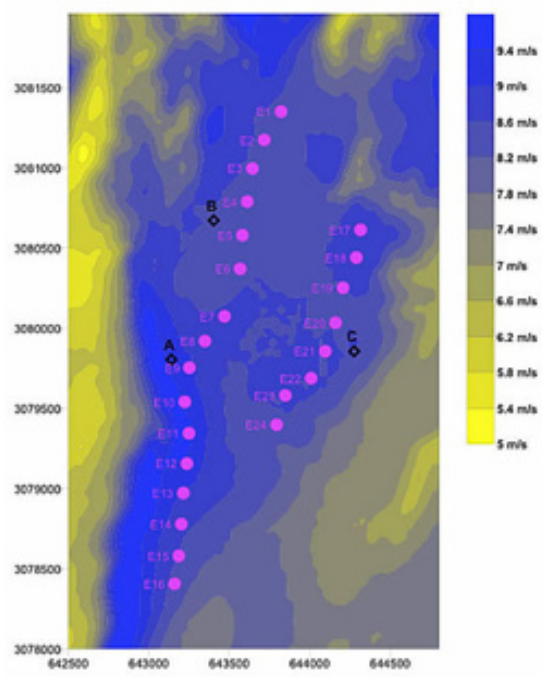 9.4 m/s
9 m/s
8.6 m/s
8.2 m/s
7.8 m/s
7.4 m/s
7 m/s
6.6 m/s
6.2 m/s
5.8 m/s
5.4 m/s
5 m/s
3081500
3081000
3080500
3080000
3079500
3079000
3078500
3078000
642500 643000 643500 644000 644500
E1
E2
E3
E4
B
E5
E6
E7
E8
A
E9
E10
E11
E12
E13
E14
E15
E16
E17
E18
E19
E20
C
E21
E22
E23
E24